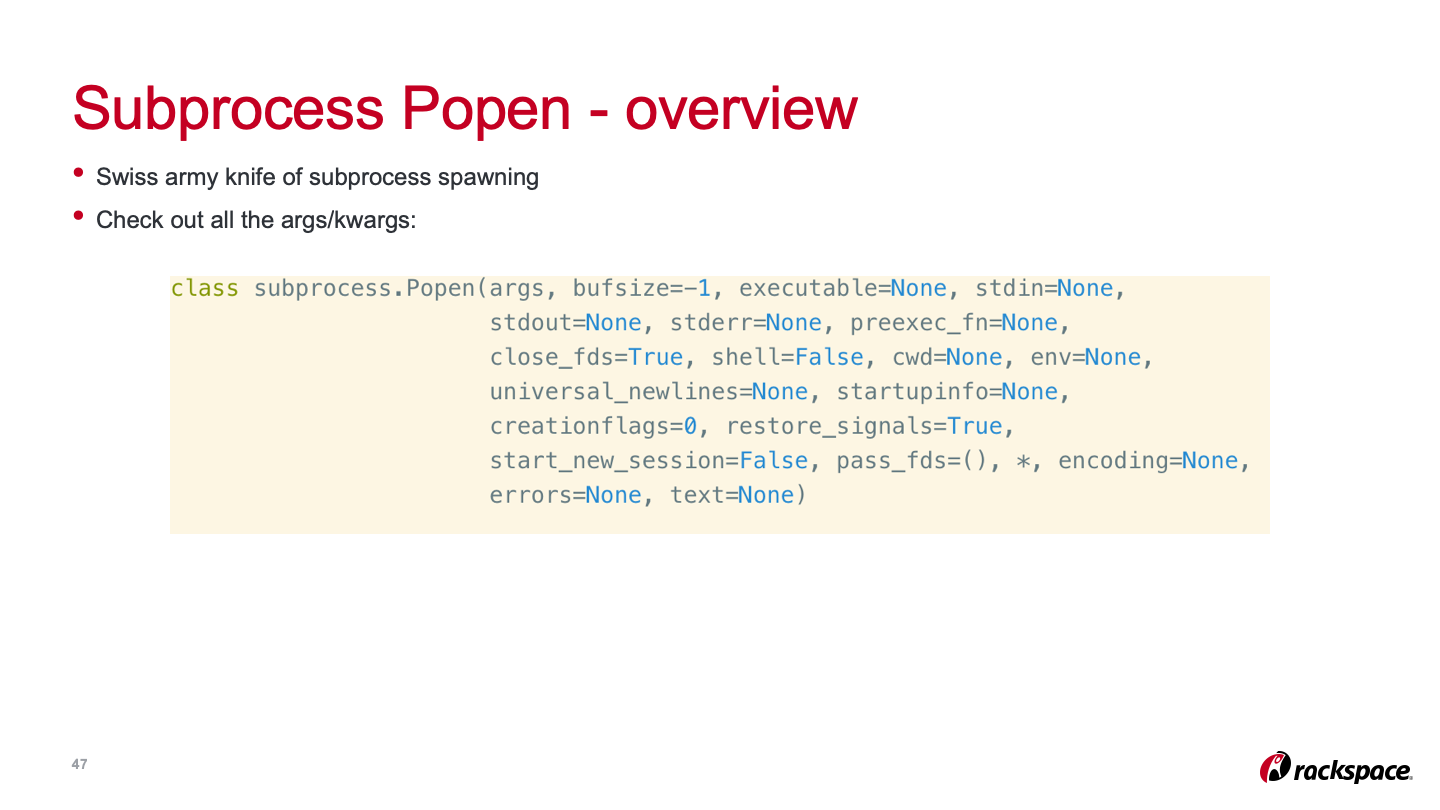 Subprocess Popen - overview
• Swiss army knife of subprocess spawning
• Check out all the args/kwargs:
class subprocess.Popen(args, bufsize=-1, executable=None, stdin=None,
stdout=None, stderr=None, preexec_fn=None,
close_fds=True, shell=False, cwd=None, env=None,
universal_newlines=None, startupinfo=None,
creationflags=0, restore_signals=True,
start_new_session=False, pass_fds=(), *, encoding=None,
errors=None, text=None)
47
rackspace.